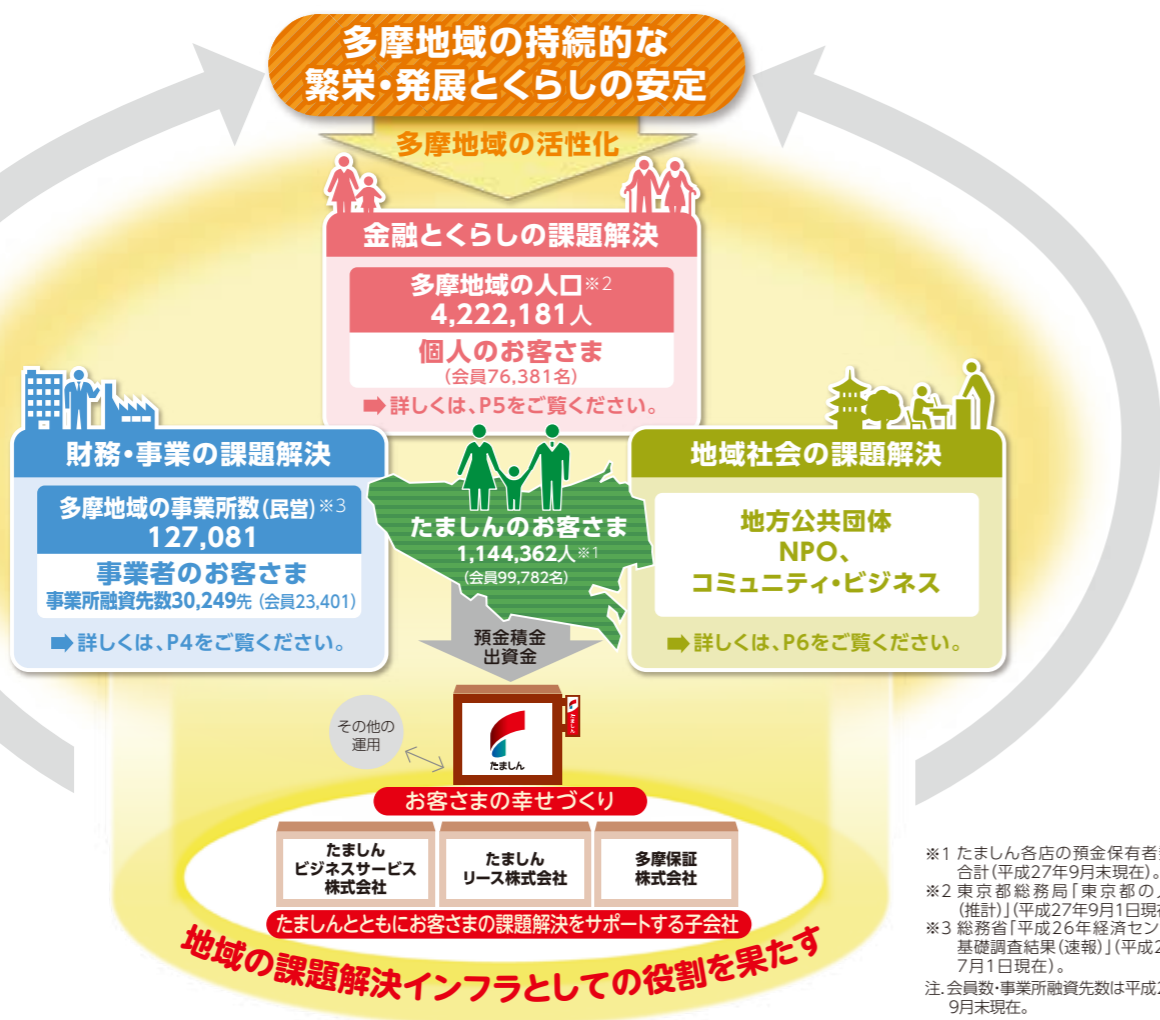 多摩地域の持続的な
繁栄・発展とくらしの安定
多摩地域の活性化
金融とくらしの課題解決
多摩地域の人口※2
4,222,181人
個人のお客さま
(会員76,381名)
➡詳しくは、P5をご覧ください。
財務・事業の課題解決
多摩地域の事業所数(民営)※3
127,081
事業者のお客さま
事業所融資先数30,249先 (会員23,401)
➡詳しくは、P4をご覧ください。
たましんのお客さま
1,144,362人※1
(会員99,782名)
地域社会の課題解決
地方公共団体
NPO、
コミュニティ・ビジネス
➡詳しくは、P6をご覧ください。
預金積金
出資金
その他の
運用
たましん
たましん
お客さまの幸せづくり
たましん
ビジネスサービス
株式会社
たましん
リース株式会社
多摩保証
株式会社
たましんとともにお客さまの課題解決をサポートする子会社
地域の課題解決インフラとしての役割を果たす
※1 たましん各店の預金保有者
合計(平成27年9月末現在)。
※2 東京都総務局「東京都の
(推計)」(平成27年9月1日現
※3 総務省「平成26年経済セン
基礎調査結果(速報)」(平成2
7月1日現在)。
注.会員数・事業所融資先数は平成2
9月末現在。